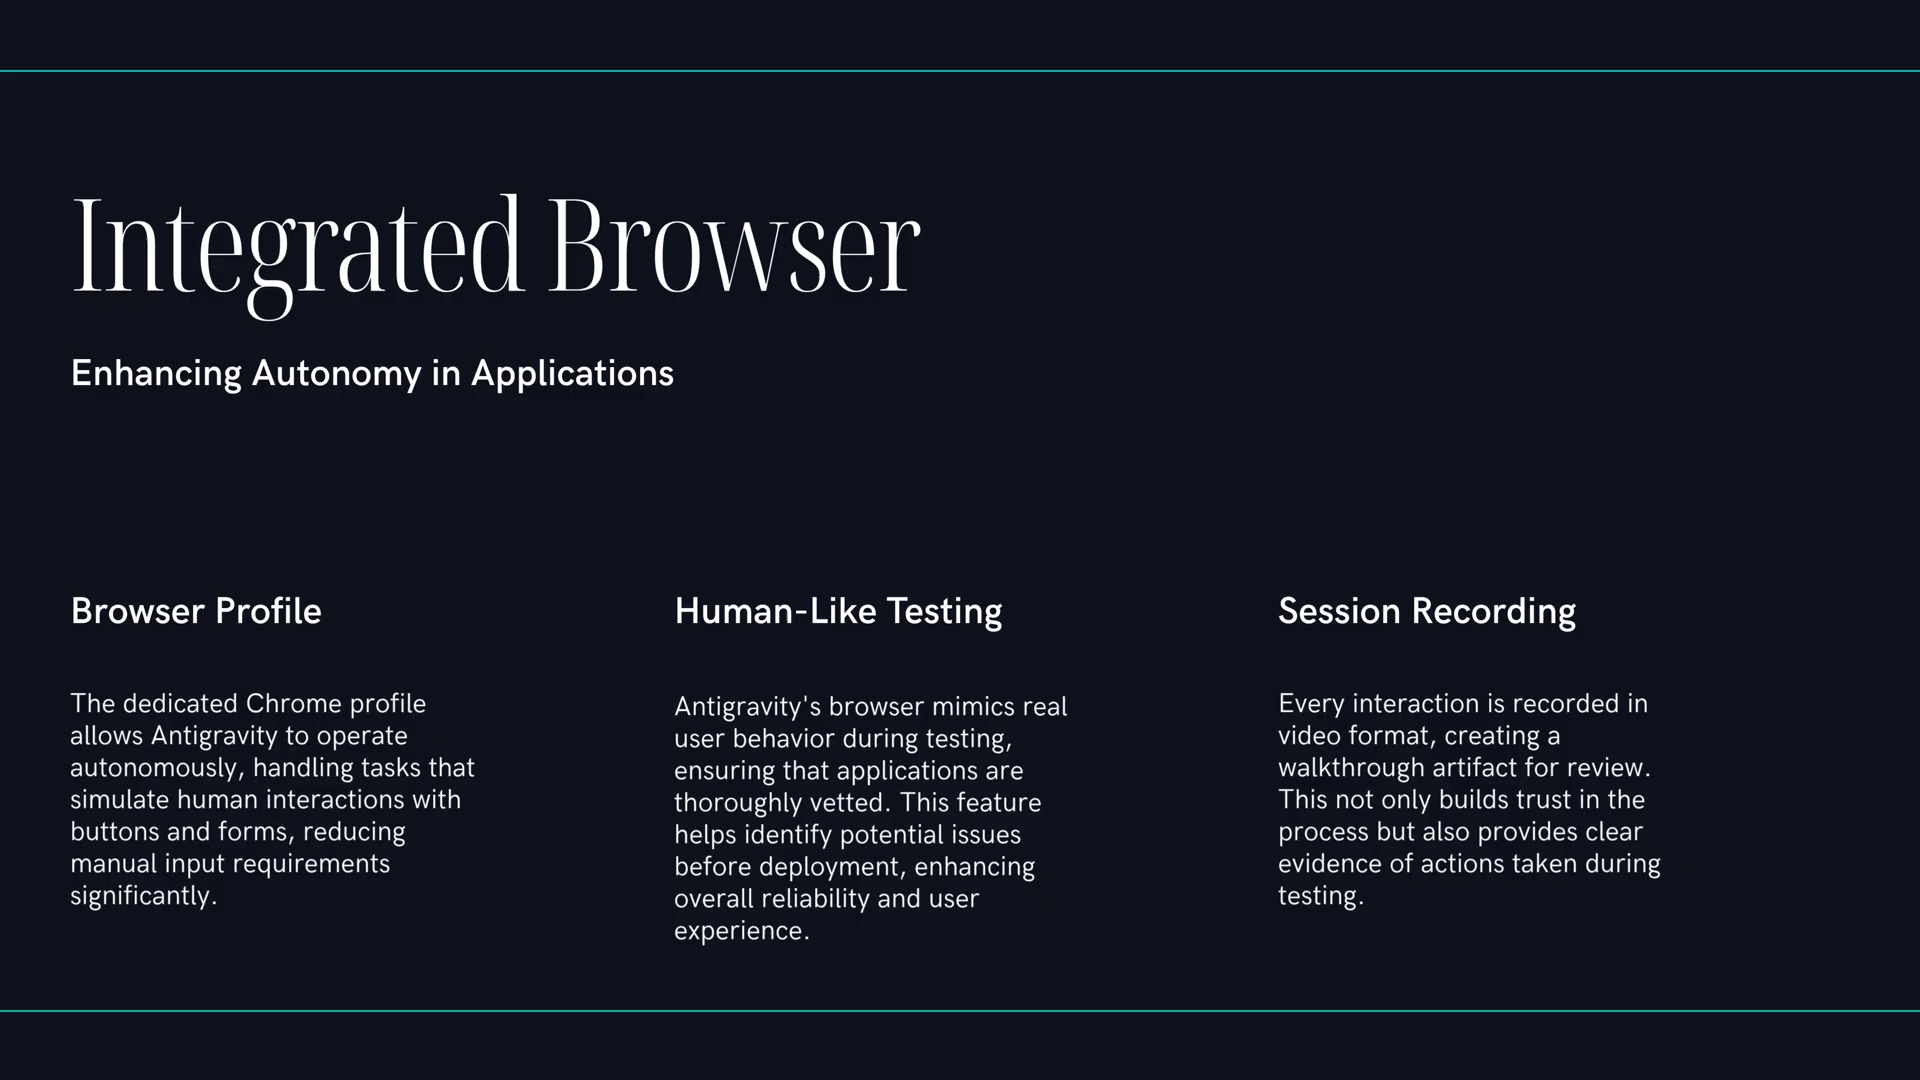 Integrated Browser
Enhancing Autonomy in Applications
Browser Profile
The dedicated Chrome profile
allows Antigravity to operate
autonomously, handling tasks that
simulate human interactions with
buttons and forms, reducing
manual input requirements
significantly.
Human-Like Testing
Antigravity's browser mimics real
user behavior during testing,
ensuring that applications are
thoroughly vetted. This feature
helps identify potential issues
before deployment, enhancing
overall reliability and user
experience.
Session Recording
Every interaction is recorded in
video format, creating a
walkthrough artifact for review.
This not only builds trust in the
process but also provides clear
evidence of actions taken during
testing.